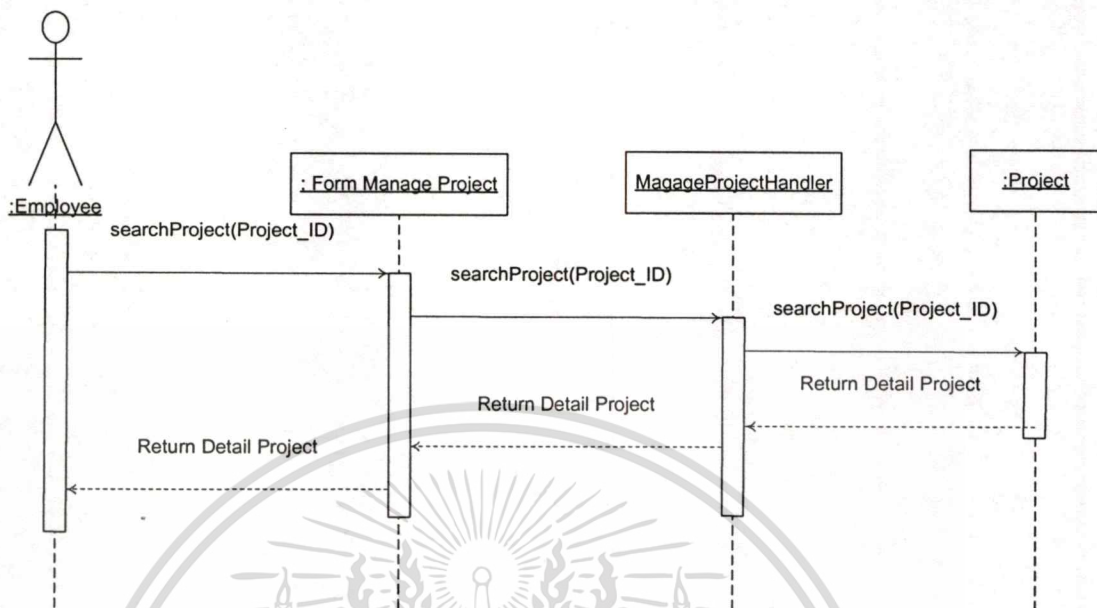 : Form Manage Project
MagageProjectHandler
:Project
:Employee
searchProject(Project_ID)
searchProject(Project_ID)
searchProject(Project_ID)
Return Detail Project
Return Detail Project
Return Detail Project